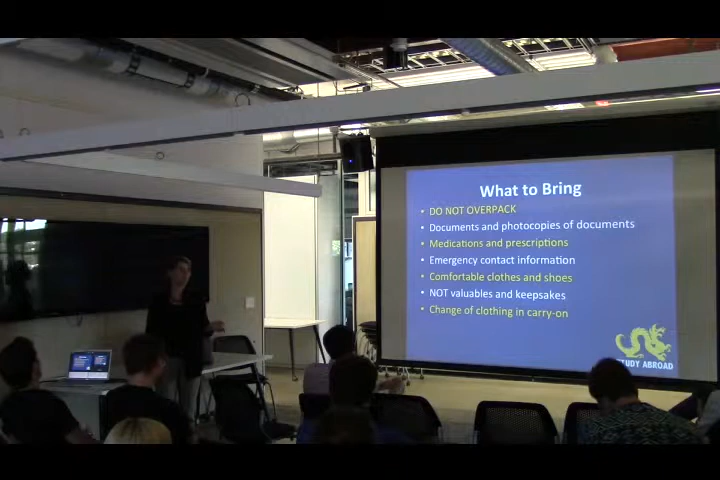 What to Bring
• DO NOT OVERPACK
• Documents and photocopies of documents
• Medications and prescriptions
• Emergency contact information
• Comfortable clothes and shoes
• NOT valuables and keepsakes
• Change of clothing in carry-on
STUDY ABROAD